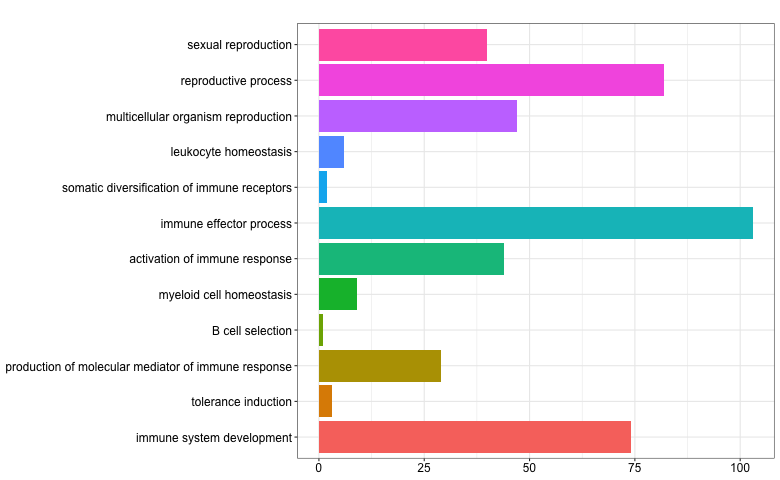 sexual reproduction
reproductive process
multicellular organism reproduction
leukocyte homeostasis
somatic diversification of immune receptors
immune effector process
activation of immune response
myeloid cell homeostasis
B cell selection
production of molecular mediator of immune response
tolerance induction
immune system development
0 25 50 75 100